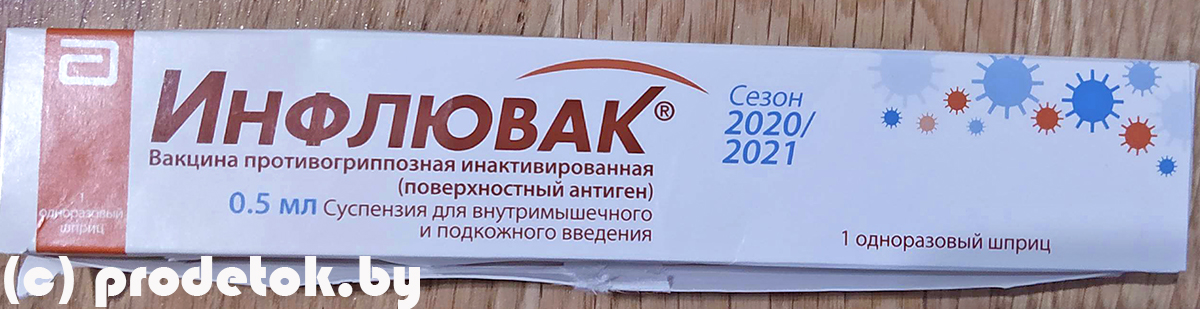 ИНФЛЮВАК®
Вакцина противогриппозная инактивированная
(поверхностный антиген)
0.5 мл Суспензия для внутримышечного
и подкожного введения
Сезон
2020/
2021
1 одноразовый шприц
1
одноразовый
шприц
(c) prodetok.by